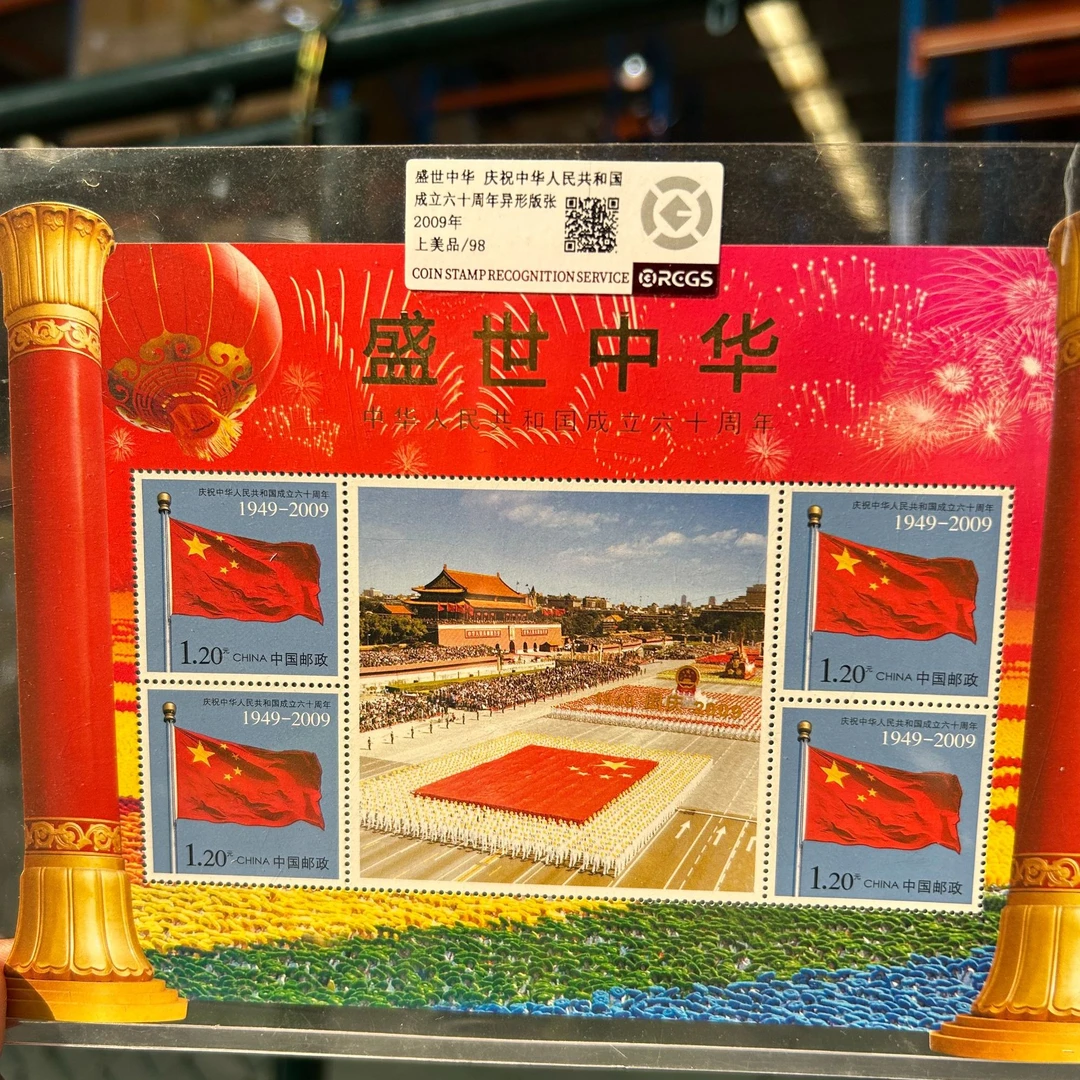 盛世中华 庆祝中华人民共和国
成立六十周年异形版张
2009年
上美品/98
COIN STAMP RECOGNITION SERVICE
RCGS
盛世中华
中华人民共和国成立六十周年
庆祝中华人民共和国成立六十周年
1949-2009
1.20元 CHINA 中国邮政
庆祝中华人民共和国成立六十周年
1949-2009
1.20元 CHINA 中国邮政
庆祝中华人民共和国成立六十周年
1949-2009
1.20元 CHINA 中国邮政
庆祝中华人民共和国成立六十周年
1949-2009
1.20元 CHINA 中国邮政